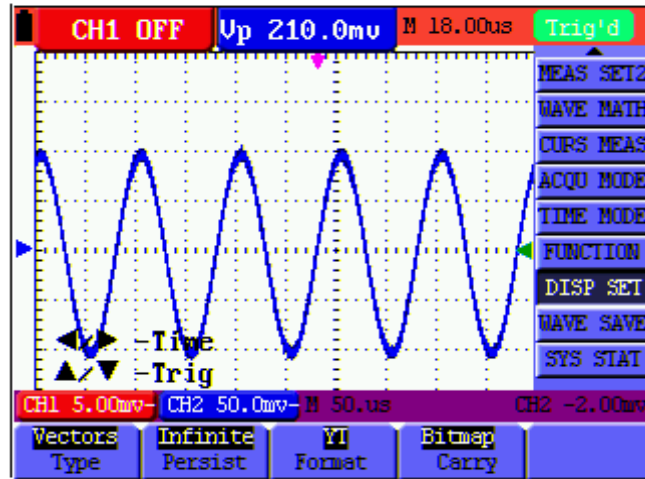 CH1 OFF Vp 210.0mv M 18.00us Trig'd
MEAS SET2
WAVE MATH
CURS MEAS
ACQU MODE
TIME MODE
FUNCTION
DISP SET
WAVE SAVE
SYS STAT
◀/▶ -Time
▲/▼ -Trig
CH1 5.00mv- CH2 50.0mv- M 50.us CH2 -2.00mv
Vectors Infinite YT Bitmap
Type Persist Format Carry